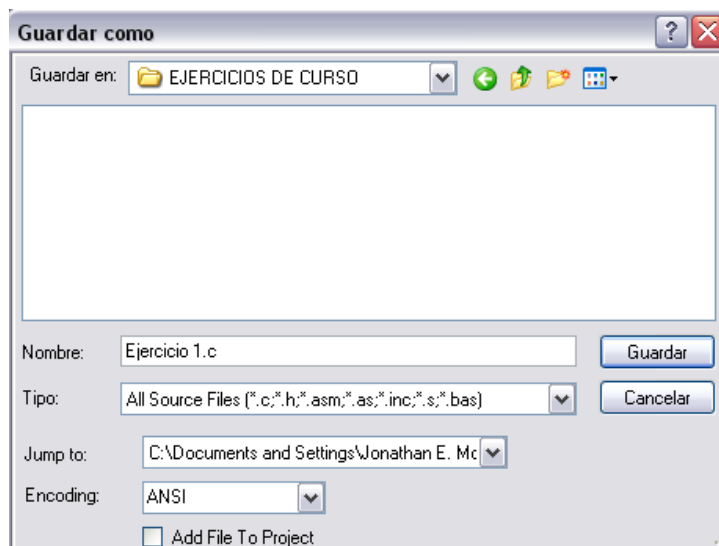 Guardar como
Guardar en: EJERCICIOS DE CURSO
Nombre: Ejercicio 1.c Guardar
Tipo: All Source Files (*.c;*.h;*.asm;*.as;*.inc;*.s;*.bas) Cancelar
Jump to: C:\Documents and Settings\Jonathan E. Mc
Encoding: ANSI
Add File To Project